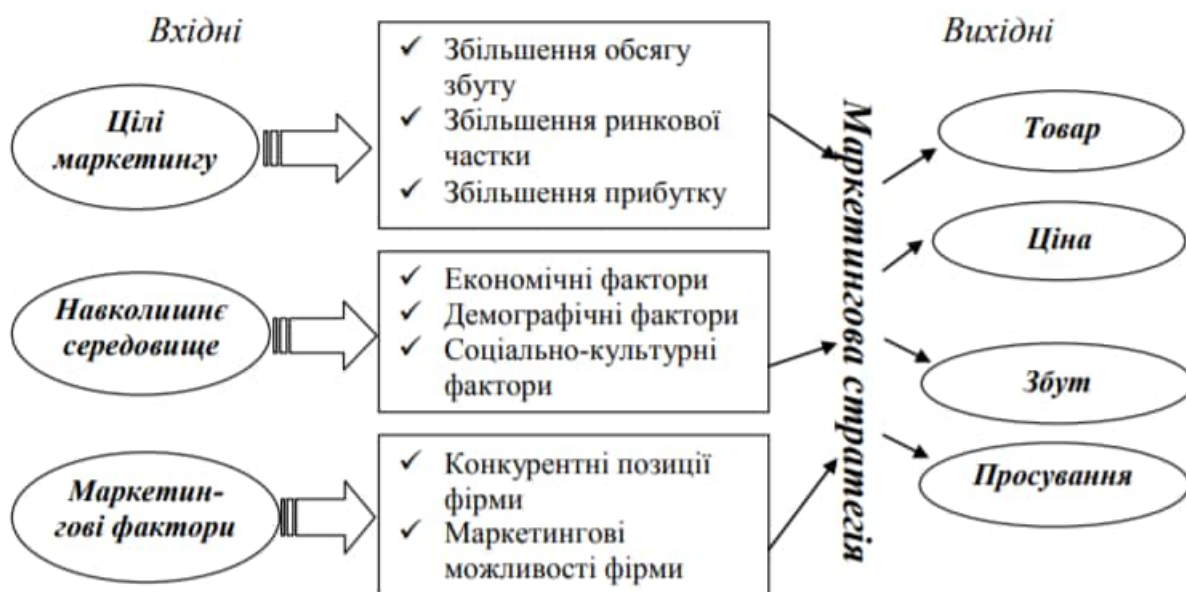 Вхідні
Вихідні
Цілі
маркетингу
✓ Збільшення обсягу
збуту
✓ Збільшення ринкової
частки
✓ Збільшення прибутку
Навколишнє
середовище
✓ Економічні фактори
✓ Демографічні фактори
✓ Соціально-культурні
фактори
Маркетин-
гові фактори
✓ Конкурентні позиції
фірми
✓ Маркетингові
можливості фірми
Маркетингова стратегія
Товар
Ціна
Збут
Просування